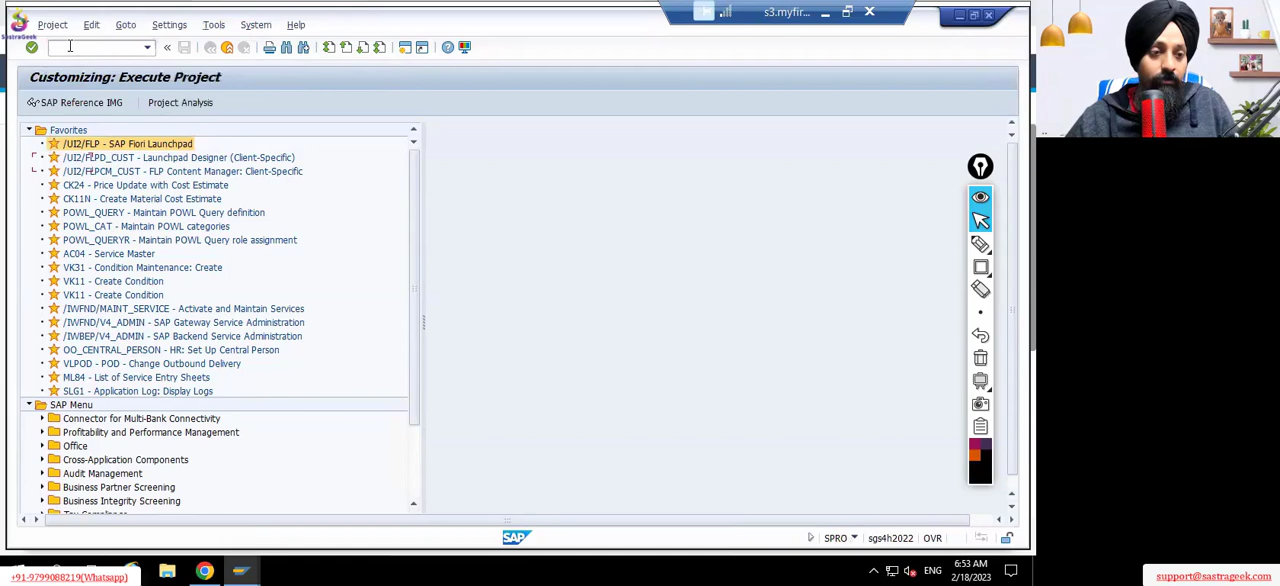 s3.myfir...
Project Edit Goto Settings Tools System Help
SastraGeek
Customizing: Execute Project
SAP Reference IMG Project Analysis
Favorites
/UI2/FLP - SAP Fiori Launchpad
/UI2/FLPD_CUST - Launchpad Designer (Client-Specific)
/UI2/FLPCM_CUST - FLP Content Manager: Client-Specific
CK24 - Price Update with Cost Estimate
CK11N - Create Material Cost Estimate
POWL_QUERY - Maintain POWL Query definition
POWL_CAT - Maintain POWL categories
POWL_QUERYR - Maintain POWL Query role assignment
AC04 - Service Master
VK31 - Condition Maintenance: Create
VK11 - Create Condition
VK11 - Create Condition
/IWFND/MAINT_SERVICE - Activate and Maintain Services
/IWFND/V4_ADMIN - SAP Gateway Service Administration
/IWBEP/V4_ADMIN - SAP Backend Service Administration
OO_CENTRAL_PERSON - HR: Set Up Central Person
VLPOD - POD - Change Outbound Delivery
ML84 - List of Service Entry Sheets
SLG1 - Application Log: Display Logs
SAP Menu
Connector for Multi-Bank Connectivity
Profitability and Performance Management
Office
Cross-Application Components
Audit Management
Business Partner Screening
Business Integrity Screening
SAP SPRO sgs4h2022 OVR
ENG 6:53 AM
2/18/2023
+91-9799088219(Whatsapp)
support@sastrageek.com